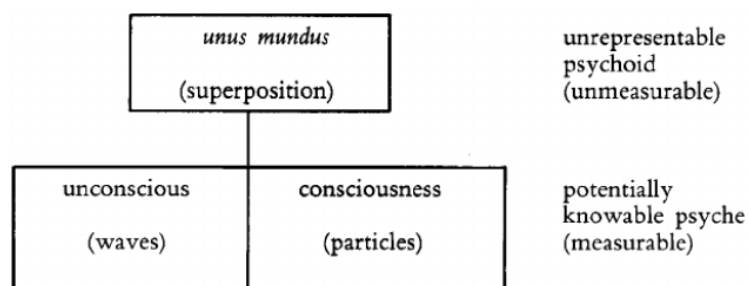 unus mundus
(superposition)
unrepresentable
psychoid
(unmeasurable)
unconscious
(waves)
consciousness
(particles)
potentially
knowable psyche
(measurable)